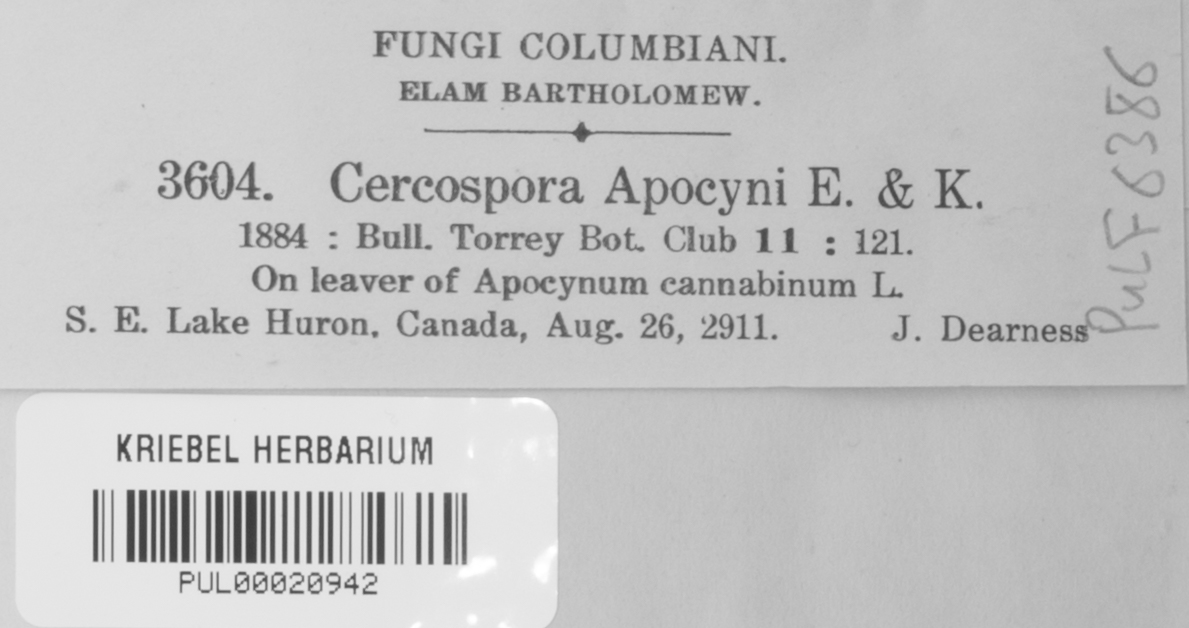 FUNGI COLUMBIANI.
ELAM BARTHOLOMEW.
3604. Cercospora Apocyni E. & K.
1884 : Bull. Torrey Bot. Club 11 : 121.
On leaver of Apocynum cannabinum L.
S. E. Lake Huron, Canada, Aug. 26, 2911. J. Dearness
PuLF6386
KRIEBEL HERBARIUM
PUL00020942